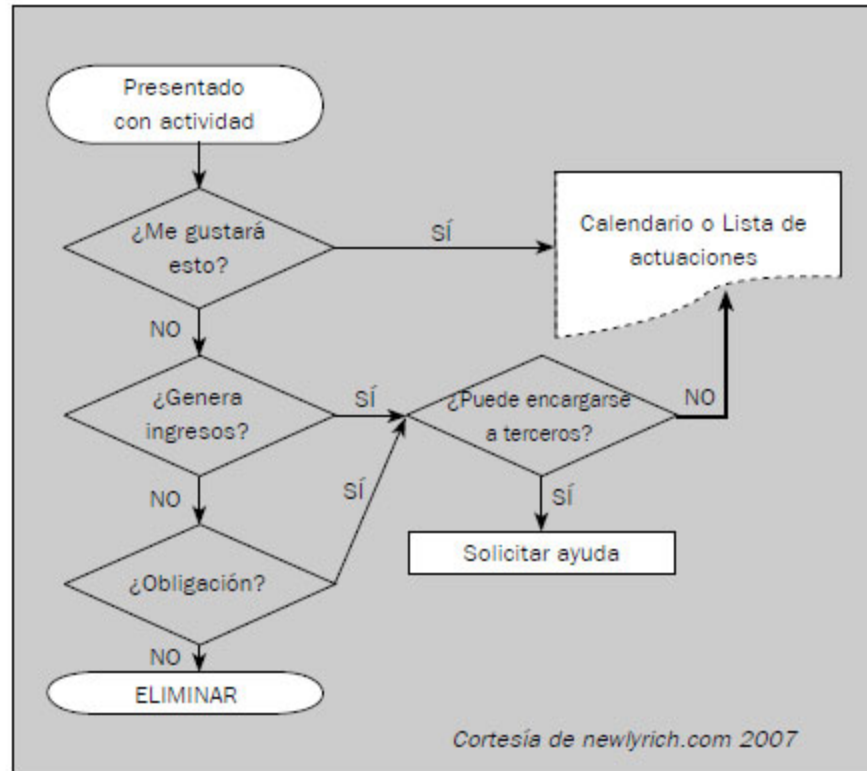 Presentado
con actividad
¿Me gustará
esto?
SÍ
Calendario o Lista de
actuaciones
NO
¿Genera
ingresos?
SÍ
¿Puede encargarse
a terceros?
NO
NO
SÍ
SÍ
Solicitar ayuda
¿Obligación?
NO
ELIMINAR
Cortesía de newlyrich.com 2007